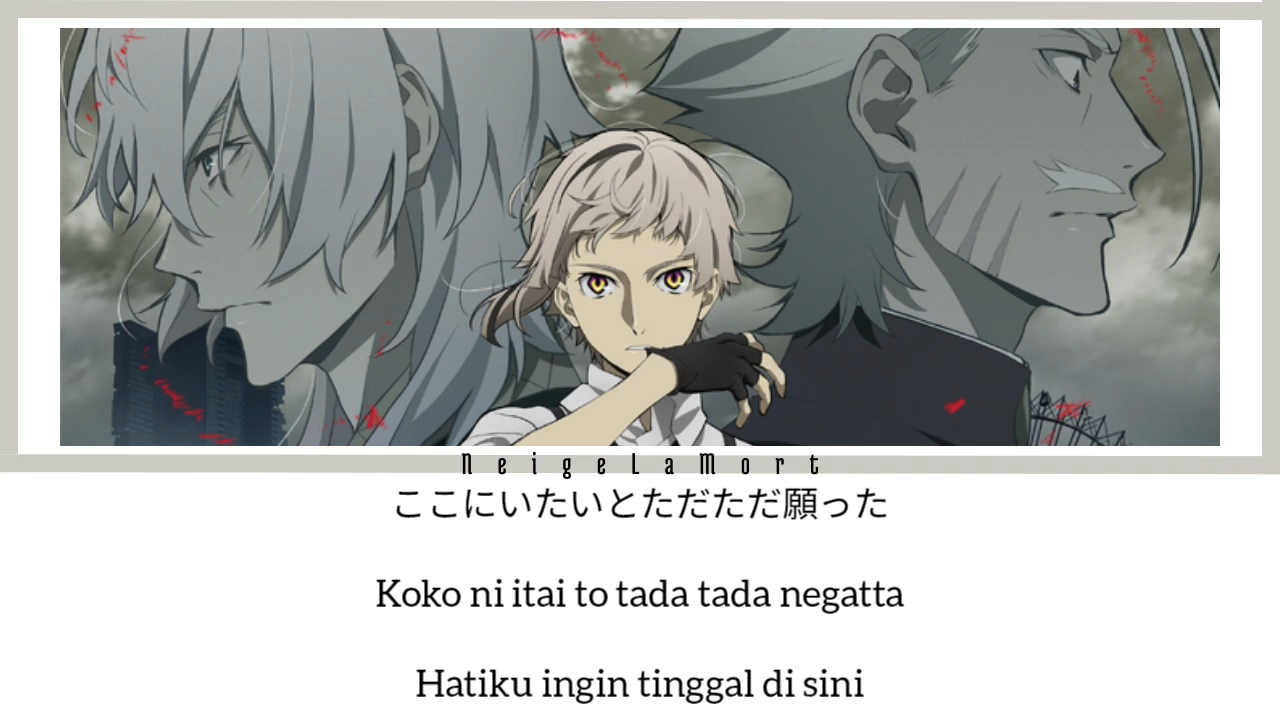 NeigeLaMort
ここにいたいとただただ願った
Koko ni itai to tada tada negatta
Hatiku ingin tinggal di sini